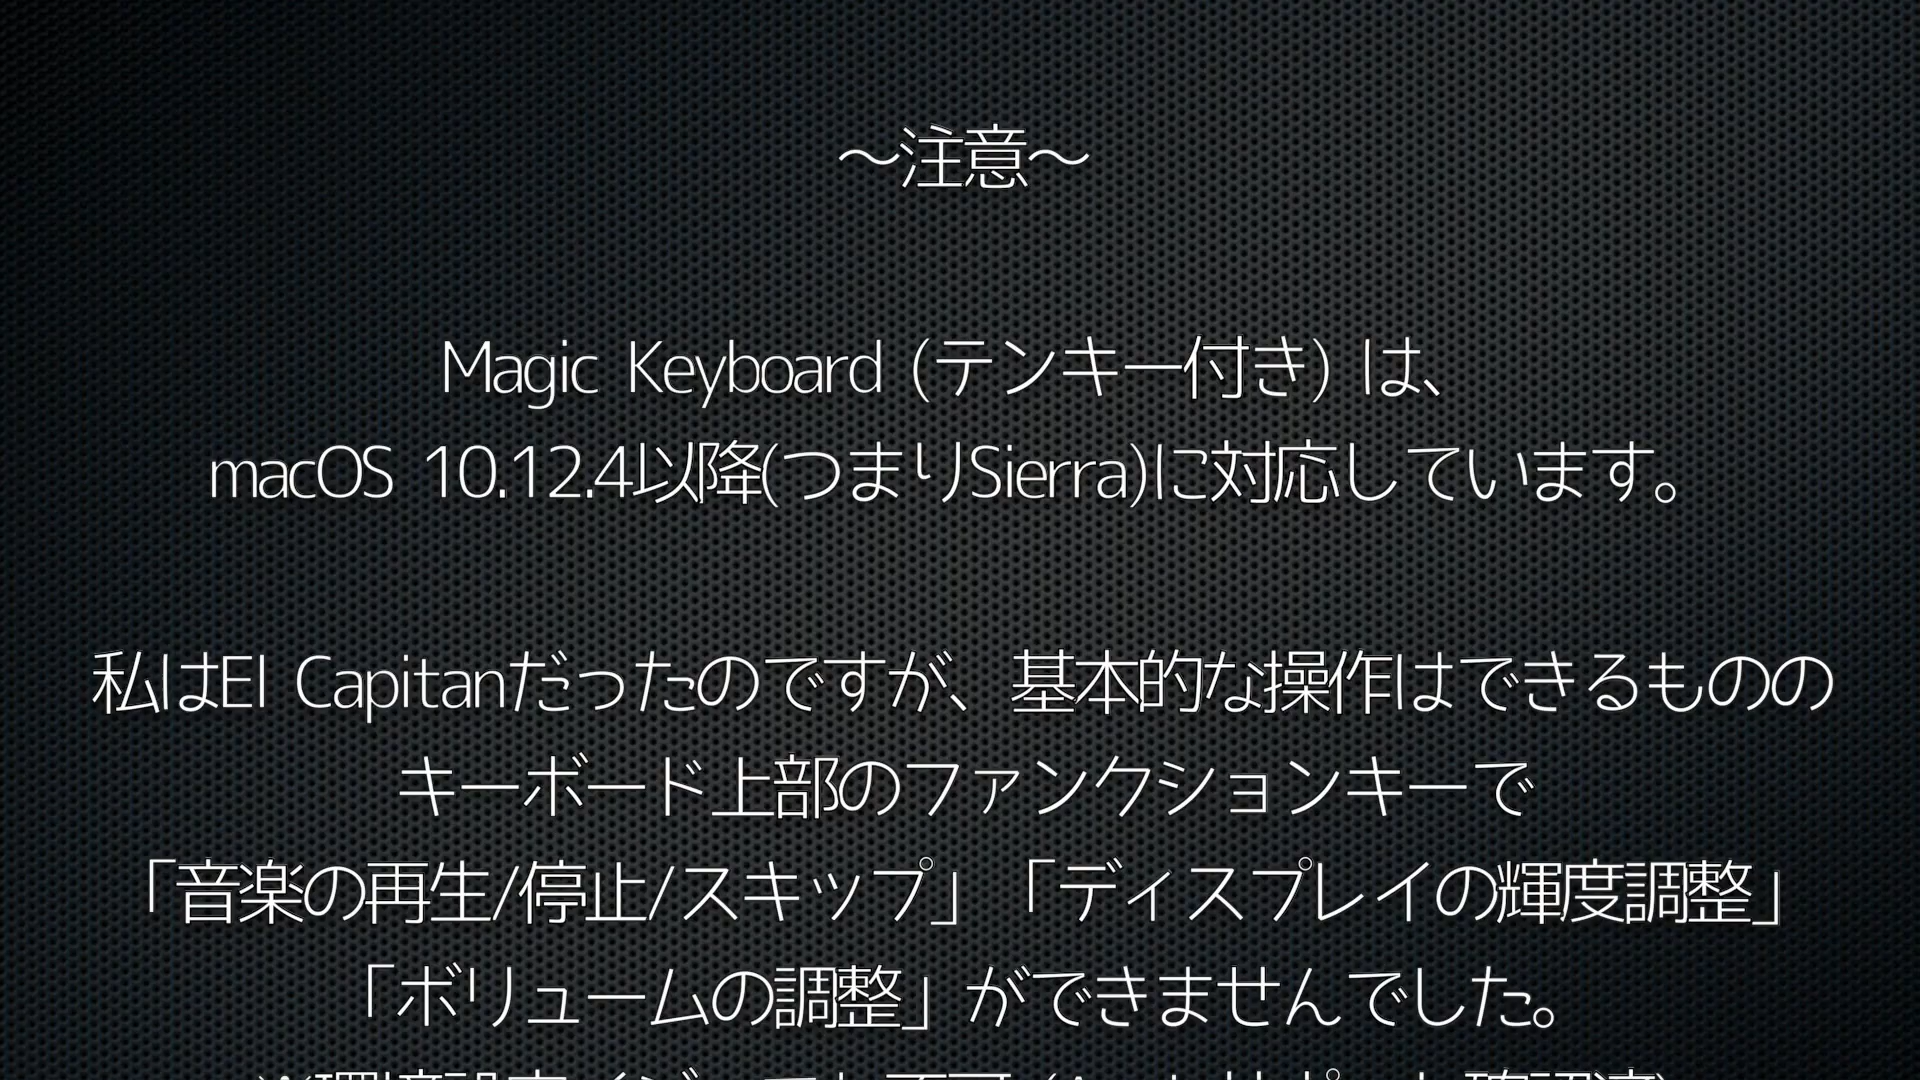 ～注意～
Magic Keyboard (テンキー付き) は、
macOS 10.12.4以降(つまりSierra)に対応しています。
私はEl Capitanだったのですが、基本的な操作はできるものの
キーボード上部のファンクションキーで
「音楽の再生/停止/スキップ」「ディスプレイの輝度調整」
「ボリュームの調整」ができませんでした。